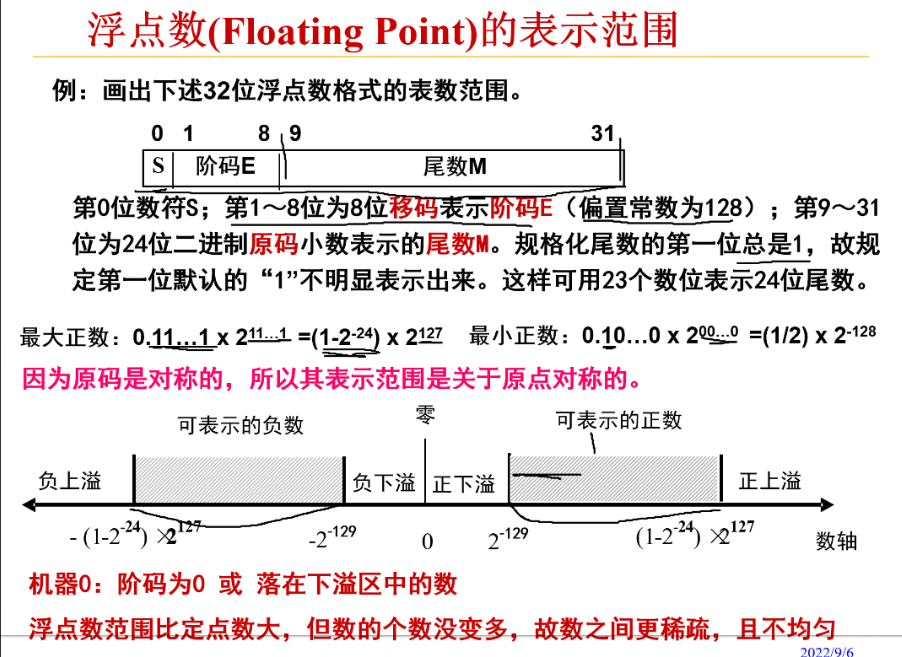 浮点数(Floating Point)的表示范围
例：画出下述32位浮点数格式的表数范围。
0 1 8 9 31
S 阶码E 尾数M
第0位数符S；第1～8位为8位移码表示阶码E（偏置常数为128）；第9～31
位为24位二进制原码小数表示的尾数M。规格化尾数的第一位总是1，故规
定第一位默认的“1”不明显表示出来。这样可用23个数位表示24位尾数。
最大正数：0.11…1 x 2^11…1 =(1-2^-24) x 2^127 最小正数：0.10…0 x 2^00…0 =(1/2) x 2^-128
因为原码是对称的，所以其表示范围是关于原点对称的。
可表示的负数 零 可表示的正数
负上溢 负下溢 正下溢 正上溢
- (1-2^-24) ×2^127 -2^-129 0 2^-129 (1-2^-24) ×2^127 数轴
机器0：阶码为0 或 落在下溢区中的数
浮点数范围比定点数大，但数的个数没变多，故数之间更稀疏，且不均匀
2022/9/6